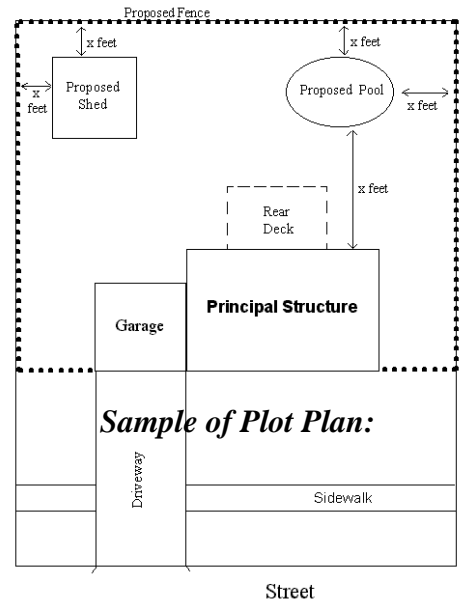 Proposed Fence
x feet
x feet
x
feet
Proposed
Shed
Proposed Pool
x feet
x feet
Rear
Deck
Principal Structure
Garage
Sample of Plot Plan:
Driveway
Sidewalk
Street